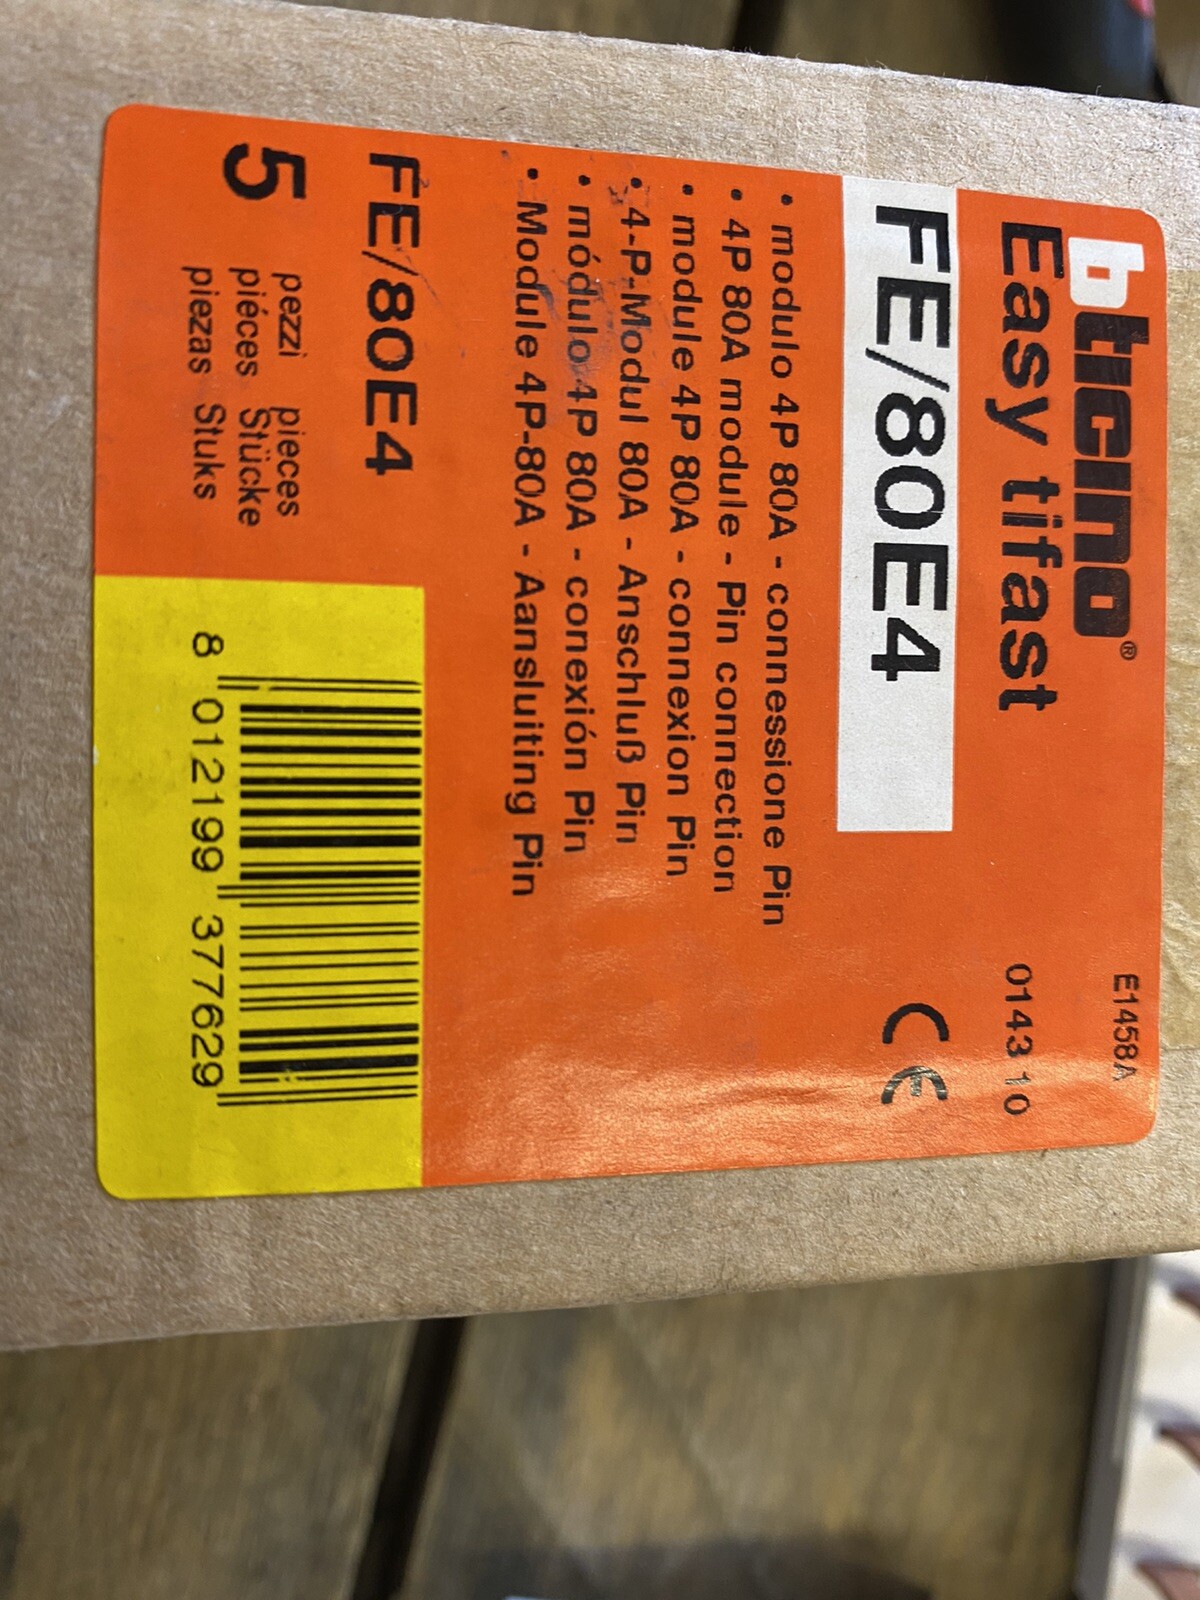 bticino®
E1458A
Easy tifast
0143 10
FE/80E4
CE
• modulo 4P 80A - connessione Pin
• 4P 80A module - Pin connection
• module 4P 80A - connexion Pin
• 4-P-Modul 80A - Anschluß Pin
• módulo 4P 80A - conexión Pin
• Module 4P-80A - Aansluiting Pin
FE/80E4
5
pezzi pieces
piéces Stücke
piezas Stuks
8 012199 377629